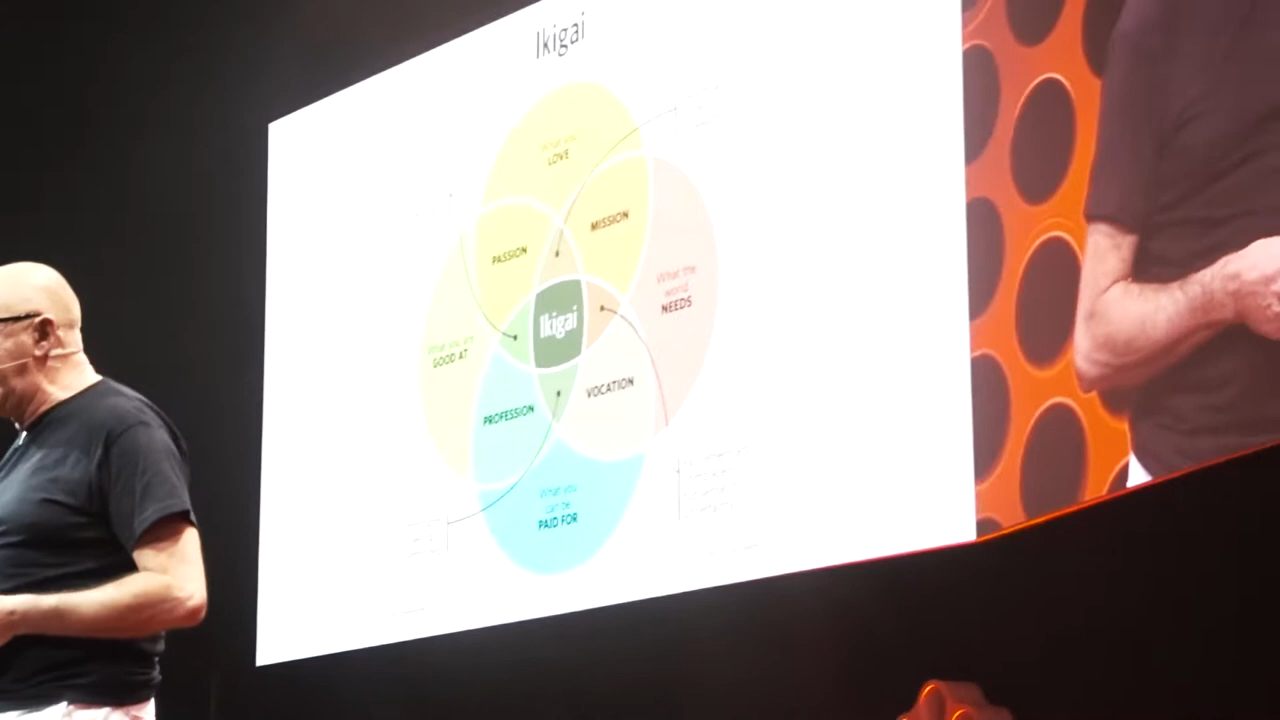 Ikigai
What you
LOVE
MISSION
PASSION
What the
world
NEEDS
Ikigai
What you are
GOOD AT
VOCATION
PROFESSION
What you
can be
PAID FOR